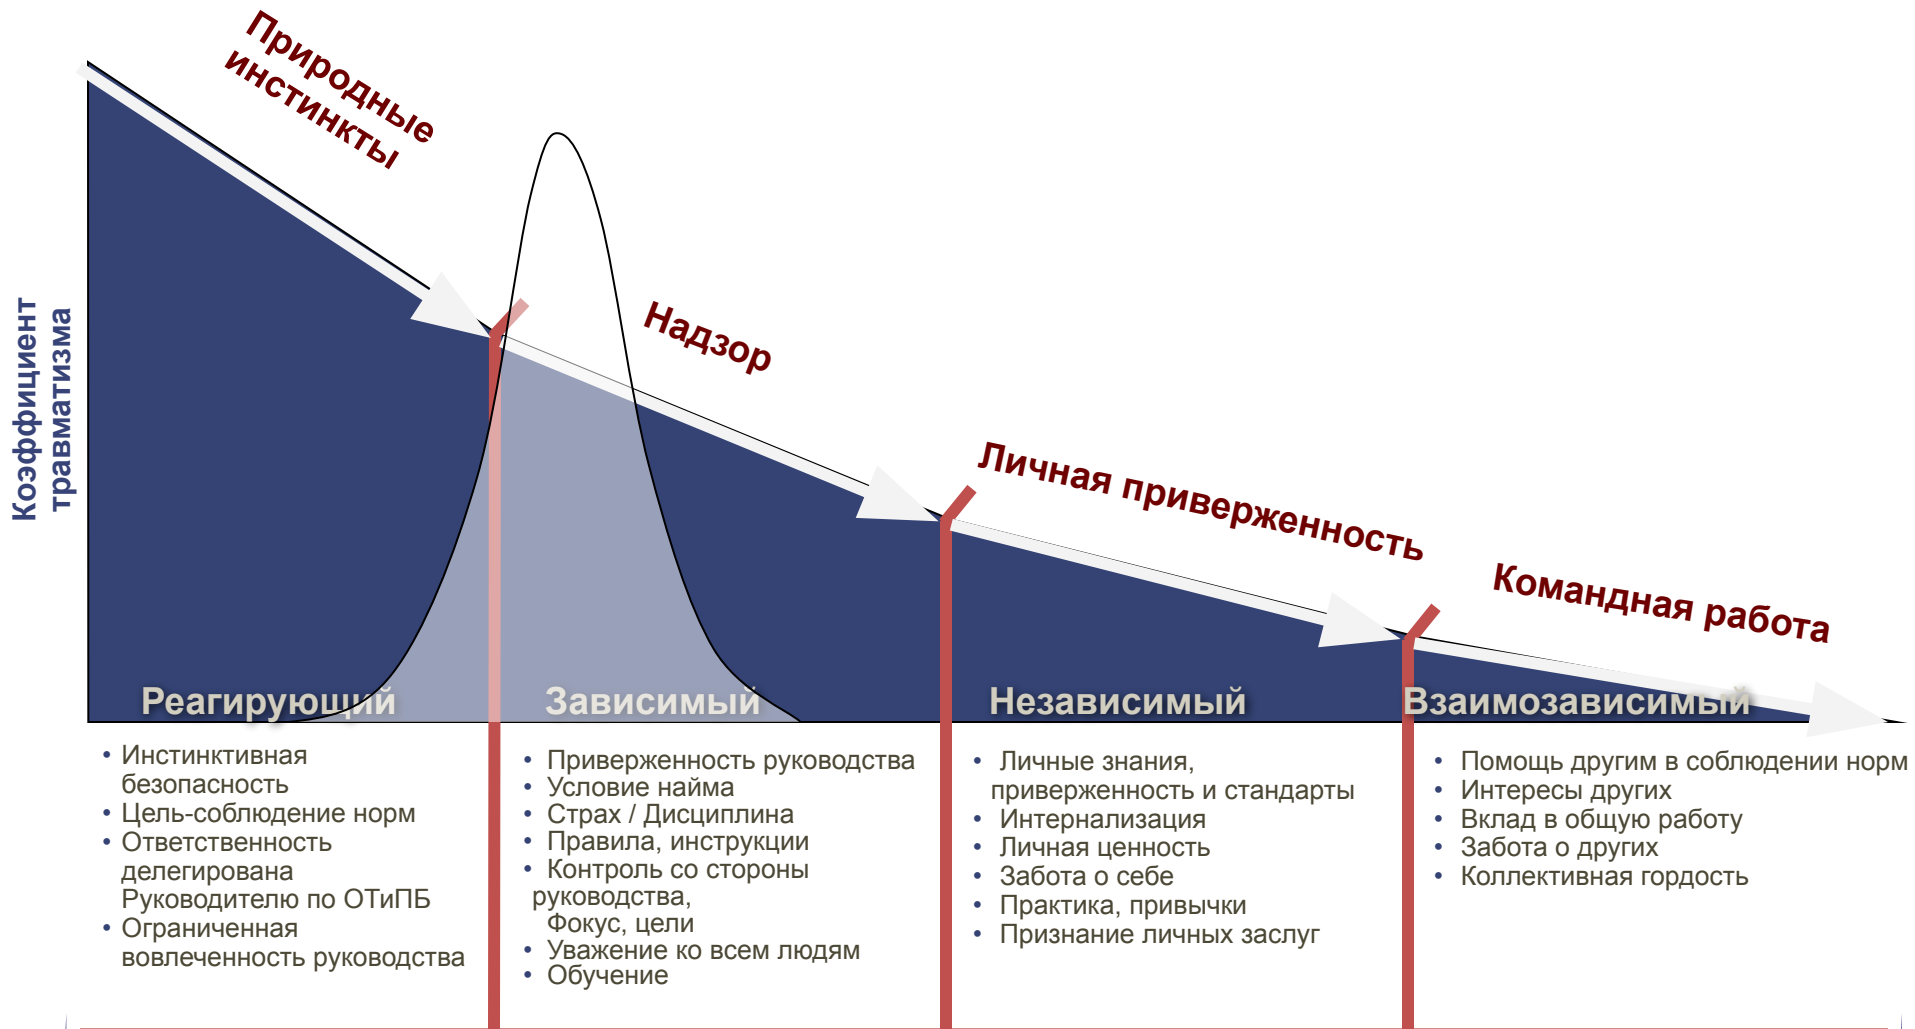 Природные
инстинкты
Надзор
Личная приверженность
Командная работа
Коэффициент
травматизма
Реагирующий
Зависимый
Независимый
Взаимозависимый
• Инстинктивная
безопасность
• Цель-соблюдение норм
• Ответственность
делегирована
Руководителю по ОТиПБ
• Ограниченная
вовлеченность руководства
• Приверженность руководства
• Условие найма
• Страх / Дисциплина
• Правила, инструкции
• Контроль со стороны
руководства,
Фокус, цели
• Уважение ко всем людям
• Обучение
• Личные знания,
приверженность и стандарты
• Интернализация
• Личная ценность
• Забота о себе
• Практика, привычки
• Признание личных заслуг
• Помощь другим в соблюдении норм
• Интересы других
• Вклад в общую работу
• Забота о других
• Коллективная гордость